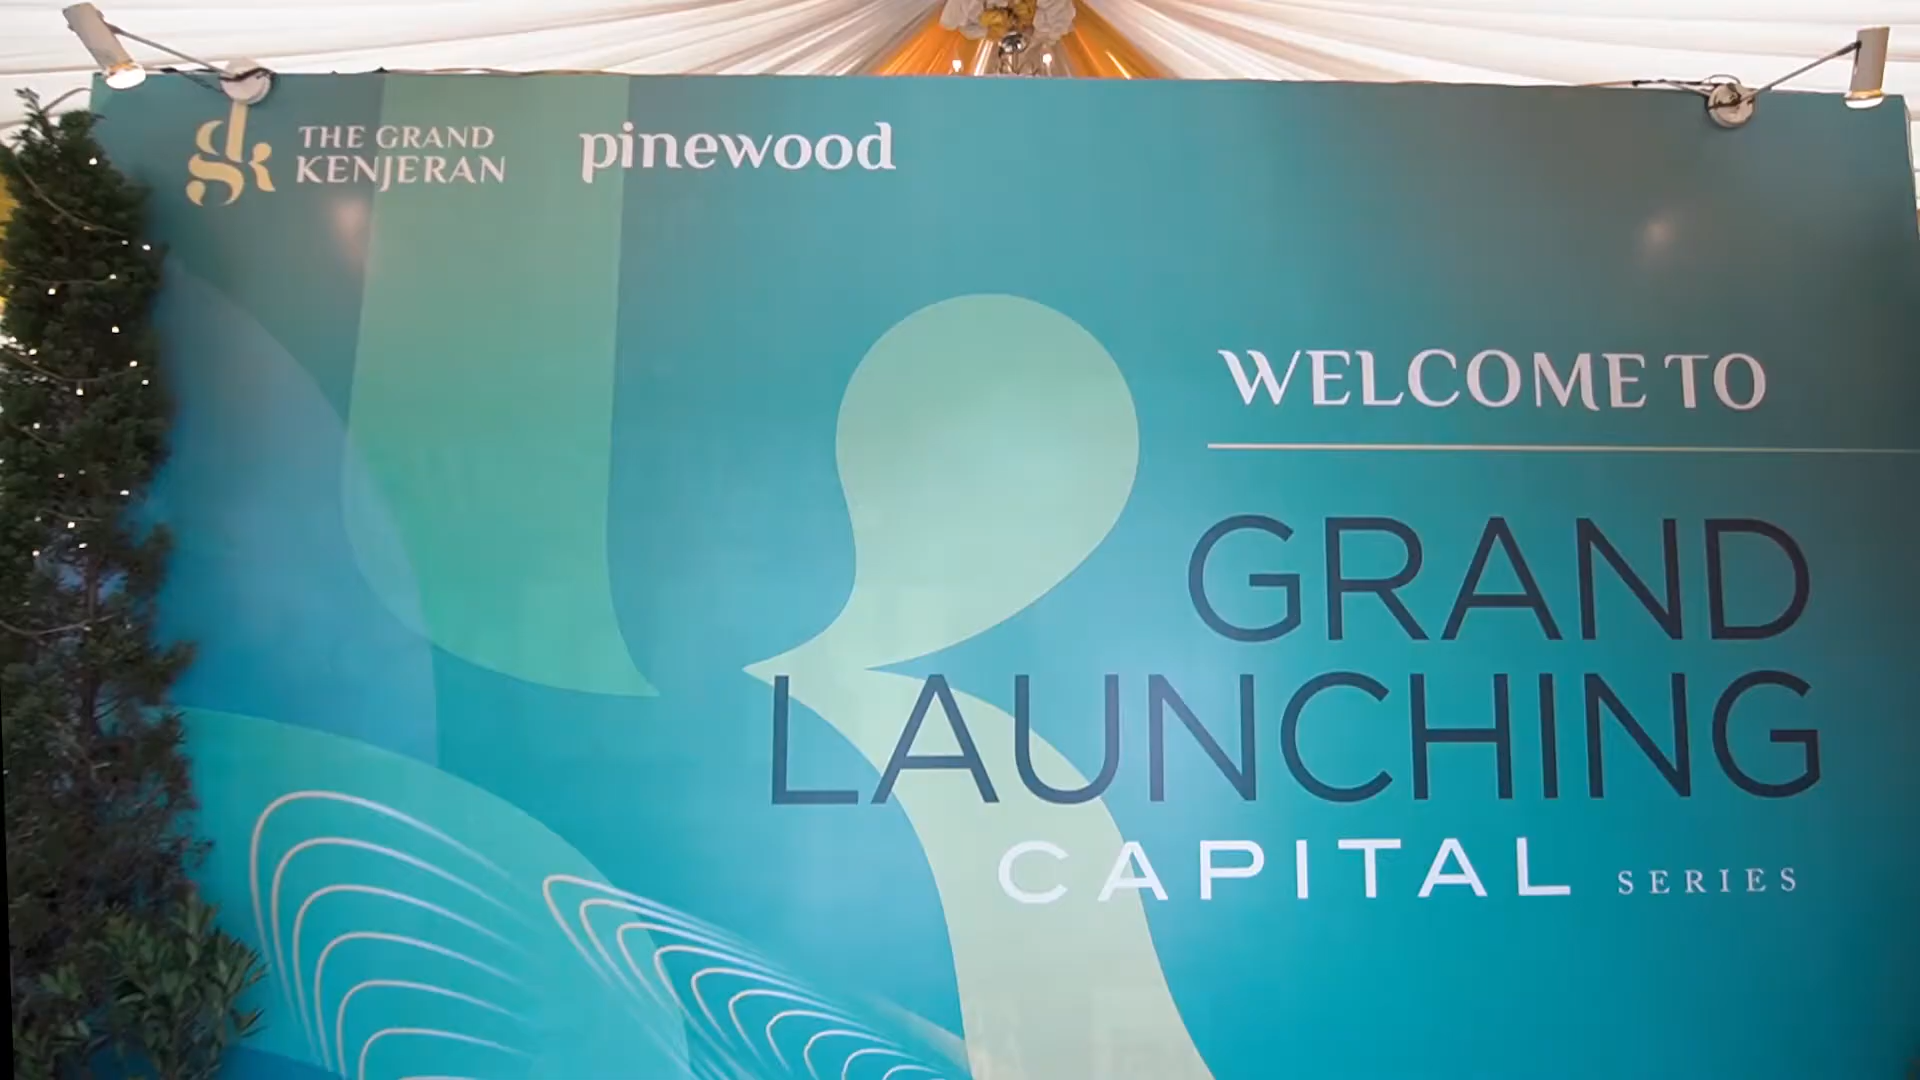 THE GRAND
KENJERAN
pinewood
WELCOME TO
GRAND
LAUNCHING
CAPITAL SERIES